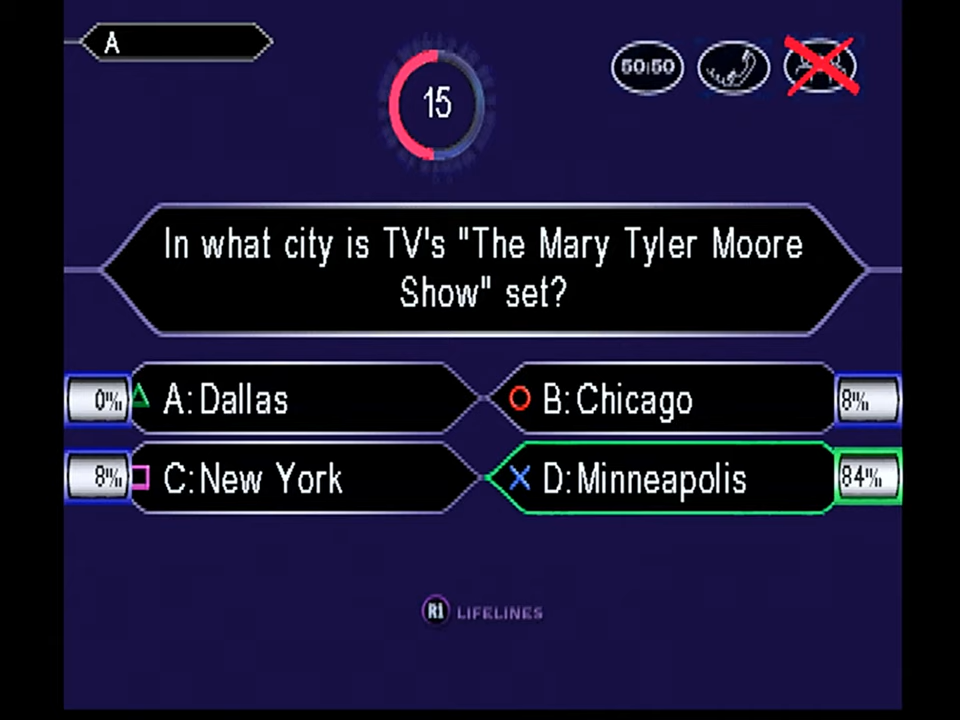 A
15
50:50
In what city is TV's "The Mary Tyler Moore
Show" set?
0% A: Dallas
B: Chicago 8%
8% C: New York
D: Minneapolis 84%
R1 LIFELINES